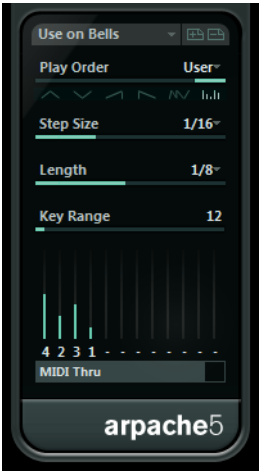 Use on Bells
Play Order User
Step Size 1/16
Length 1/8
Key Range 12
4 2 3 1 - - - - - - - -
MIDI Thru
arpache5